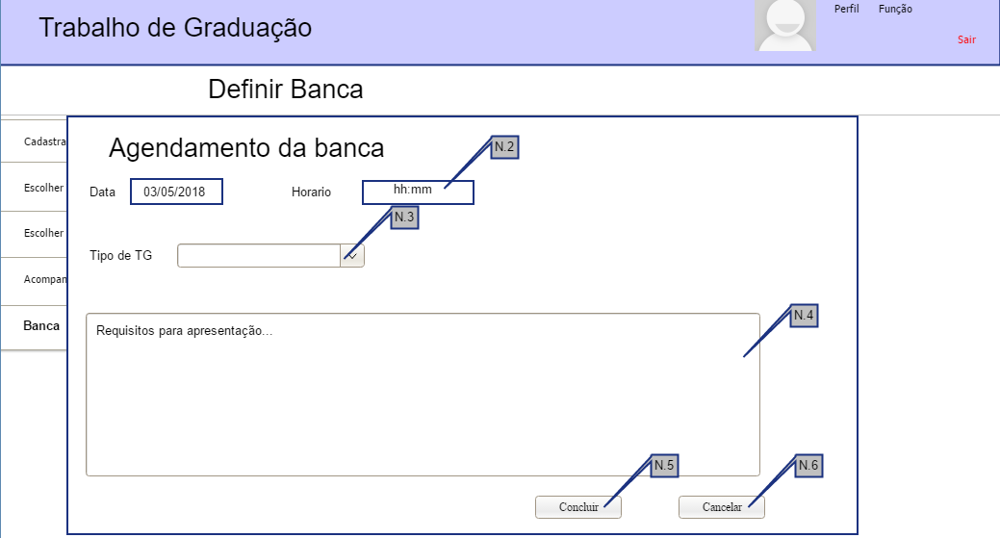 Trabalho de Graduação
Perfil Função
Sair
Definir Banca
Cadastra
Escolher
Escolher
Acompan
Banca
Agendamento da banca
N.2
Data 03/05/2018 Horario hh:mm
N.3
Tipo de TG
N.4
Requisitos para apresentação...
N.5
N.6
Concluir Cancelar